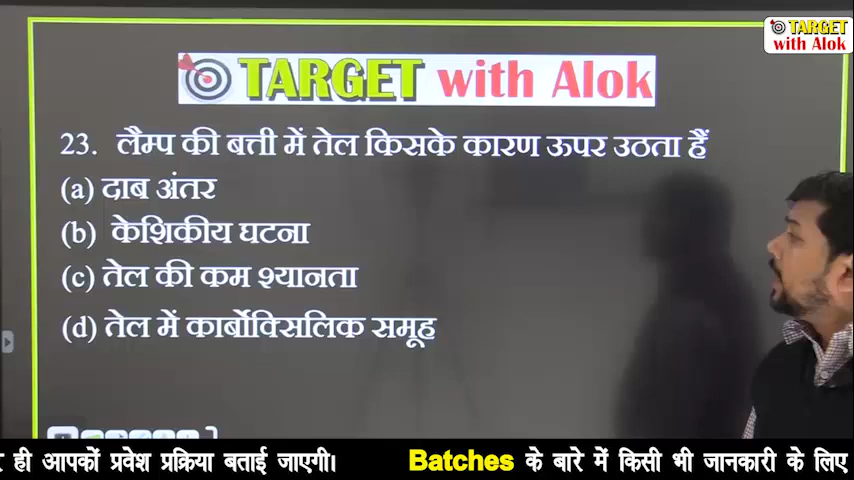 TARGET
with Alok
TARGET with Alok
23. लैम्प की बत्ती में तेल किसके कारण ऊपर उठता हैं
(a) दाब अंतर
(b) केशिकीय घटना
(c) तेल की कम श्यानता
(d) तेल में कार्बोक्सिलिक समूह
ही आपकों प्रवेश प्रक्रिया बताई जाएगी। Batches के बारे में किसी भी जानकारी के लिए